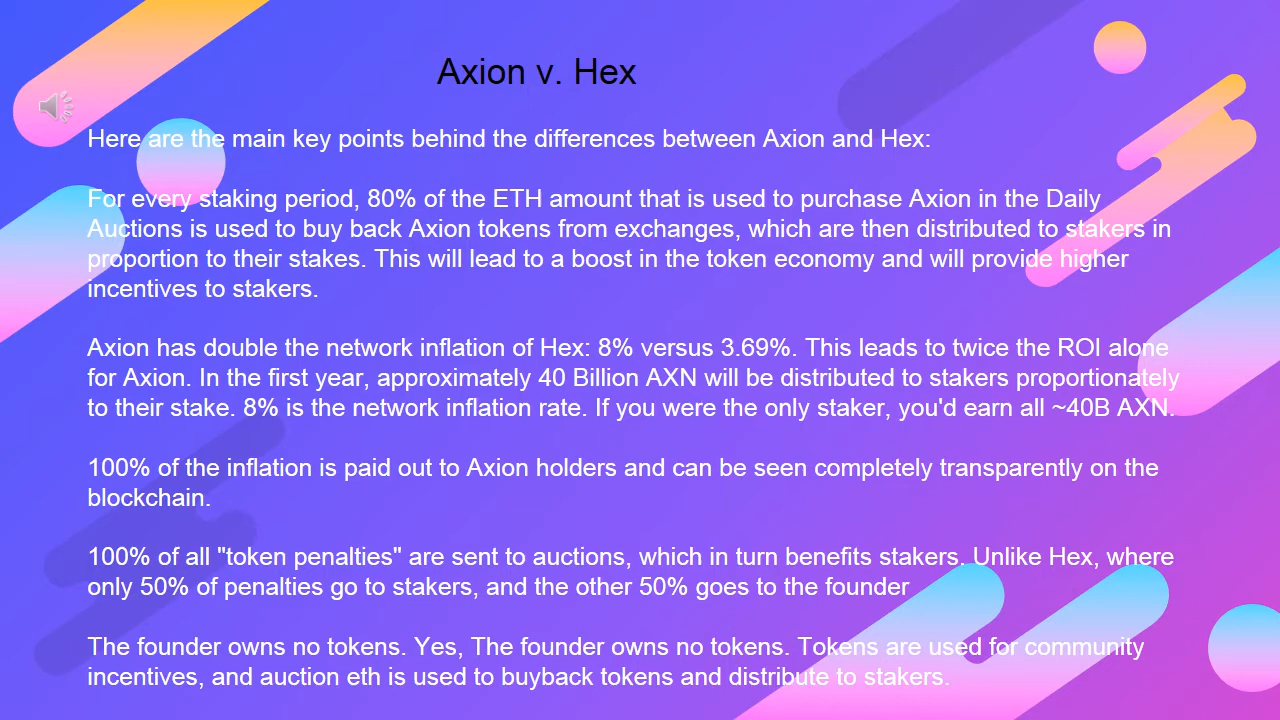 Axion v. Hex
Here are the main key points behind the differences between Axion and Hex:
For every staking period, 80% of the ETH amount that is used to purchase Axion in the Daily
Auctions is used to buy back Axion tokens from exchanges, which are then distributed to stakers in
proportion to their stakes. This will lead to a boost in the token economy and will provide higher
incentives to stakers.
Axion has double the network inflation of Hex: 8% versus 3.69%. This leads to twice the ROI alone
for Axion. In the first year, approximately 40 Billion AXN will be distributed to stakers proportionately
to their stake. 8% is the network inflation rate. If you were the only staker, you'd earn all ~40B AXN.
100% of the inflation is paid out to Axion holders and can be seen completely transparently on the
blockchain.
100% of all "token penalties" are sent to auctions, which in turn benefits stakers. Unlike Hex, where
only 50% of penalties go to stakers, and the other 50% goes to the founder
The founder owns no tokens. Yes, The founder owns no tokens. Tokens are used for community
incentives, and auction eth is used to buyback tokens and distribute to stakers.